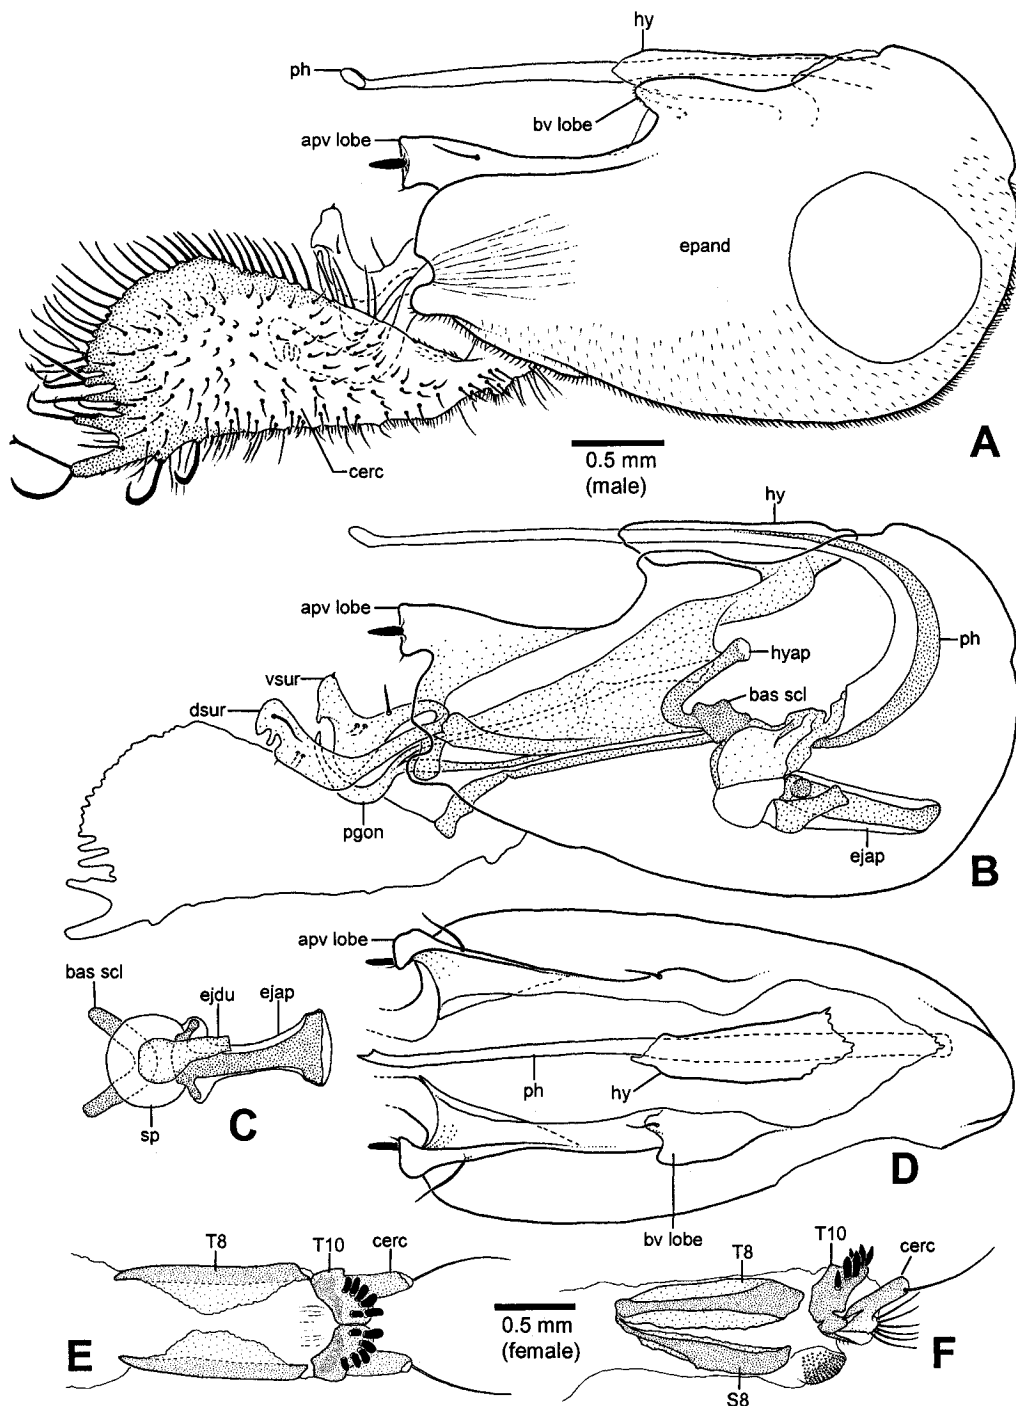 hy
ph
bv lobe
apv lobe
epand
A
0.5 mm
(male)
cerc
hy
apv lobe
ph
hyap
vsur
bas scl
dsur
pgon
ejap
B
apv lobe
bas scl
ejdu
ejap
ph
hy
C
sp
D
bv lobe
T8
T10
cerc
T8
T10
cerc
0.5 mm
(female)
E
F
S8